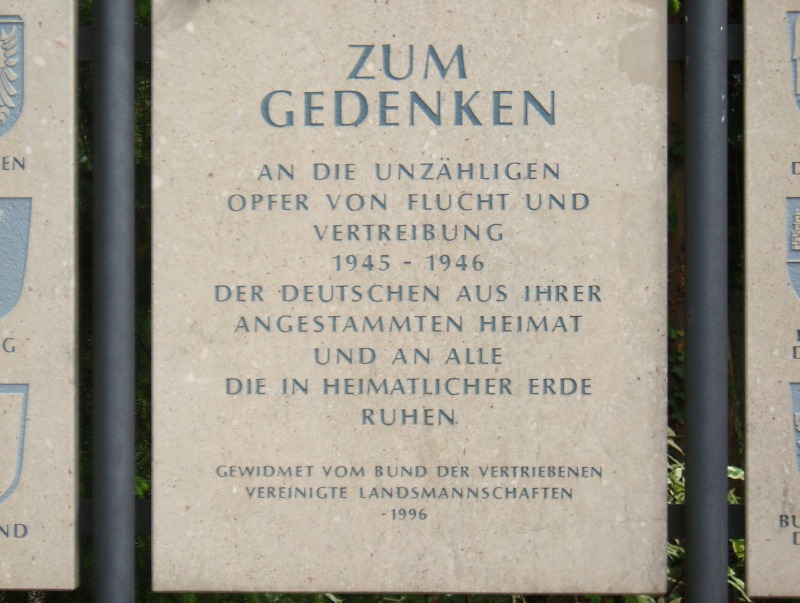 ZUM
GEDENKEN
AN DIE UNZÄHLIGEN
OPFER VON FLUCHT UND
VERTREIBUNG
1945 - 1946
DER DEUTSCHEN AUS IHRER
ANGESTAMMTEN HEIMAT
UND AN ALLE
DIE IN HEIMATLICHER ERDE
RUHEN
GEWIDMET VOM BUND DER VERTRIEBENEN
VEREINIGTE LANDSMANNSCHAFTEN
1996